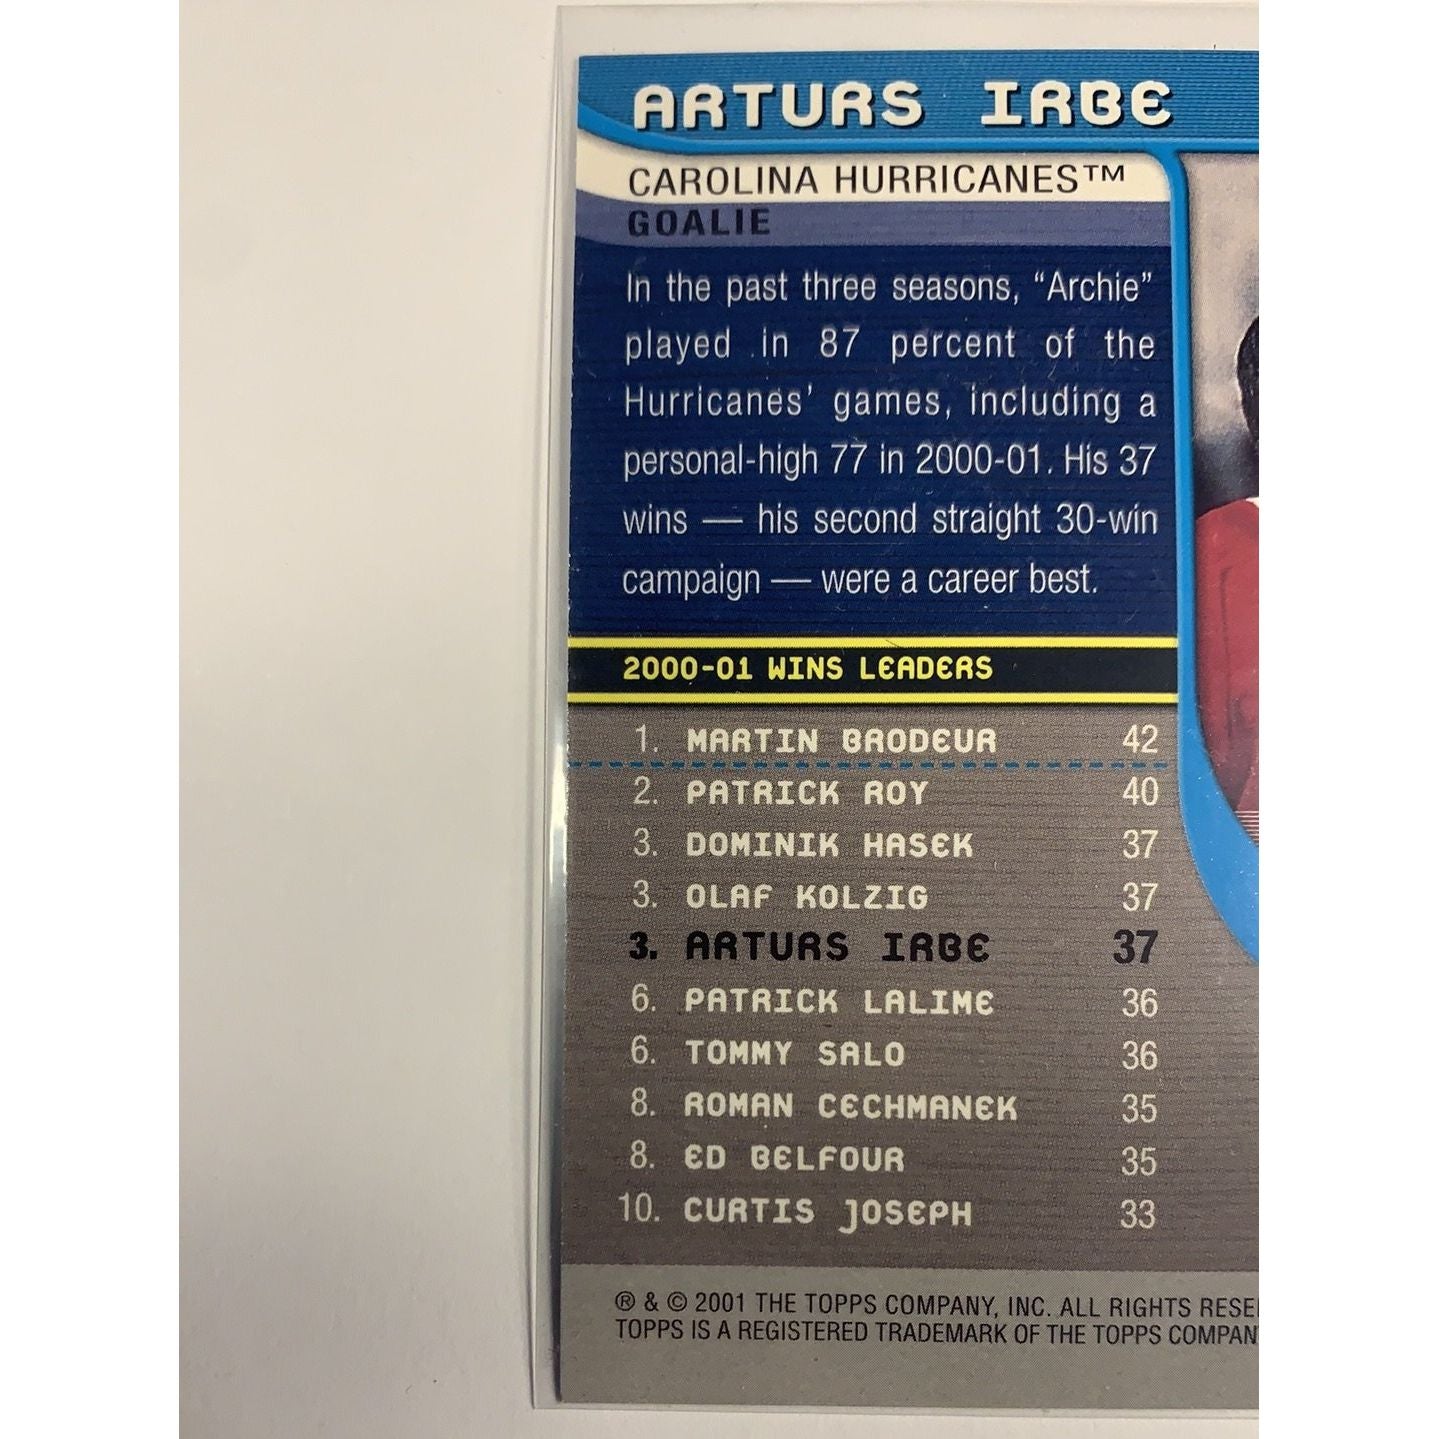 ARTURS IRBE
CAROLINA HURRICANES™
GOALIE
In the past three seasons, “Archie”
played in 87 percent of the
Hurricanes’ games, including a
personal-high 77 in 2000-01. His 37
wins — his second straight 30-win
campaign — were a career best.
2000-01 WINS LEADERS
1. MARTIN BRODEUR 42
2. PATRICK ROY 40
3. DOMINIK HASEK 37
3. OLAF KOLZIG 37
3. ARTURS IRBE 37
6. PATRICK LALIME 36
6. TOMMY SALO 36
8. ROMAN CECHMANEK 35
8. ED BELFOUR 35
10. CURTIS JOSEPH 33
® & © 2001 THE TOPPS COMPANY, INC. ALL RIGHTS RESE
TOPPS IS A REGISTERED TRADEMARK OF THE TOPPS COMPAN